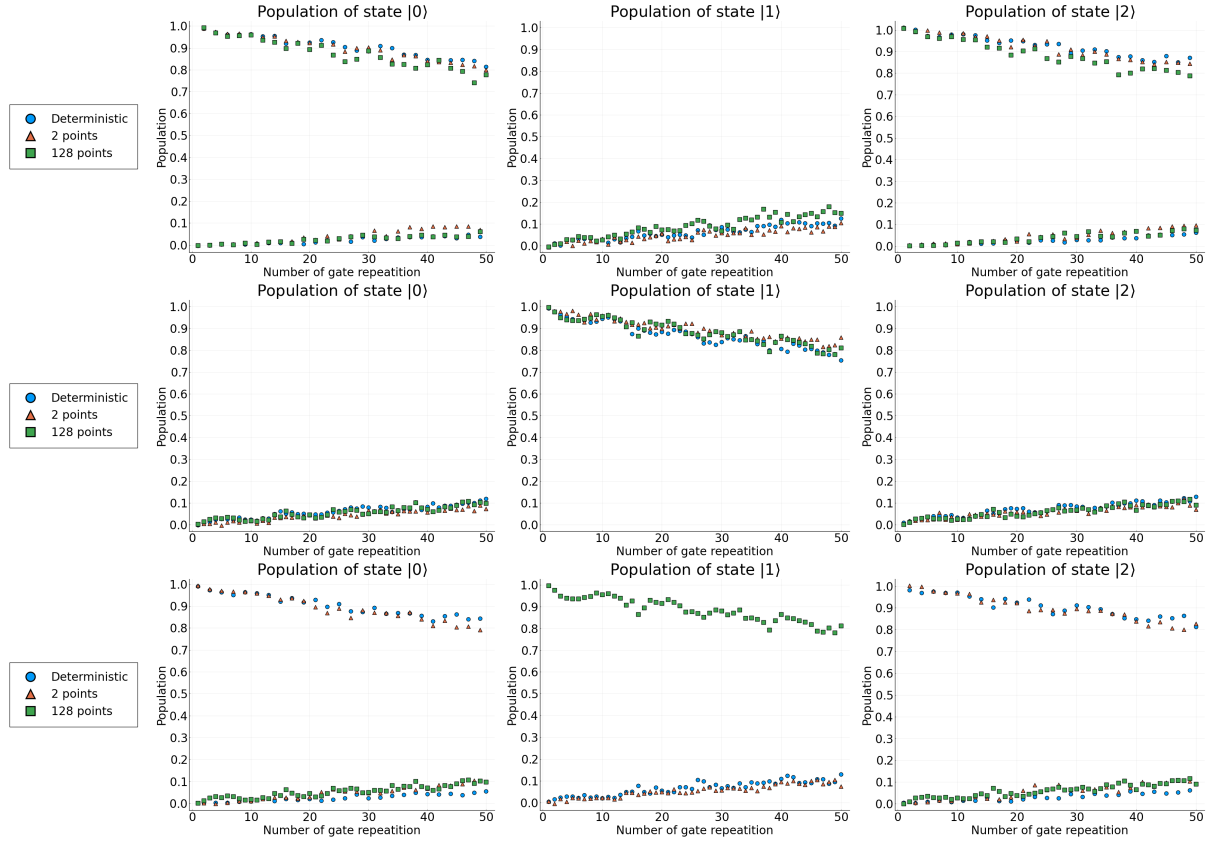 Population of state |0⟩
Population of state |1⟩
Population of state |2⟩
1.0
0.9
0.8
0.7
0.6
0.5
0.4
0.3
0.2
0.1
0.0
Population
0 10 20 30 40 50
Number of gate repeatition
1.0
0.9
0.8
0.7
0.6
0.5
0.4
0.3
0.2
0.1
0.0
Population
0 10 20 30 40 50
Number of gate repeatition
1.0
0.9
0.8
0.7
0.6
0.5
0.4
0.3
0.2
0.1
0.0
Population
0 10 20 30 40 50
Number of gate repeatition
Deterministic
2 points
128 points
Population of state |0⟩
Population of state |1⟩
Population of state |2⟩
1.0
0.9
0.8
0.7
0.6
0.5
0.4
0.3
0.2
0.1
0.0
Population
0 10 20 30 40 50
Number of gate repeatition
1.0
0.9
0.8
0.7
0.6
0.5
0.4
0.3
0.2
0.1
0.0
Population
0 10 20 30 40 50
Number of gate repeatition
1.0
0.9
0.8
0.7
0.6
0.5
0.4
0.3
0.2
0.1
0.0
Population
0 10 20 30 40 50
Number of gate repeatition
Deterministic
2 points
128 points
Population of state |0⟩
Population of state |1⟩
Population of state |2⟩
1.0
0.9
0.8
0.7
0.6
0.5
0.4
0.3
0.2
0.1
0.0
Population
0 10 20 30 40 50
Number of gate repeatition
1.0
0.9
0.8
0.7
0.6
0.5
0.4
0.3
0.2
0.1
0.0
Population
0 10 20 30 40 50
Number of gate repeatition
1.0
0.9
0.8
0.7
0.6
0.5
0.4
0.3
0.2
0.1
0.0
Population
0 10 20 30 40 50
Number of gate repeatition
Deterministic
2 points
128 points